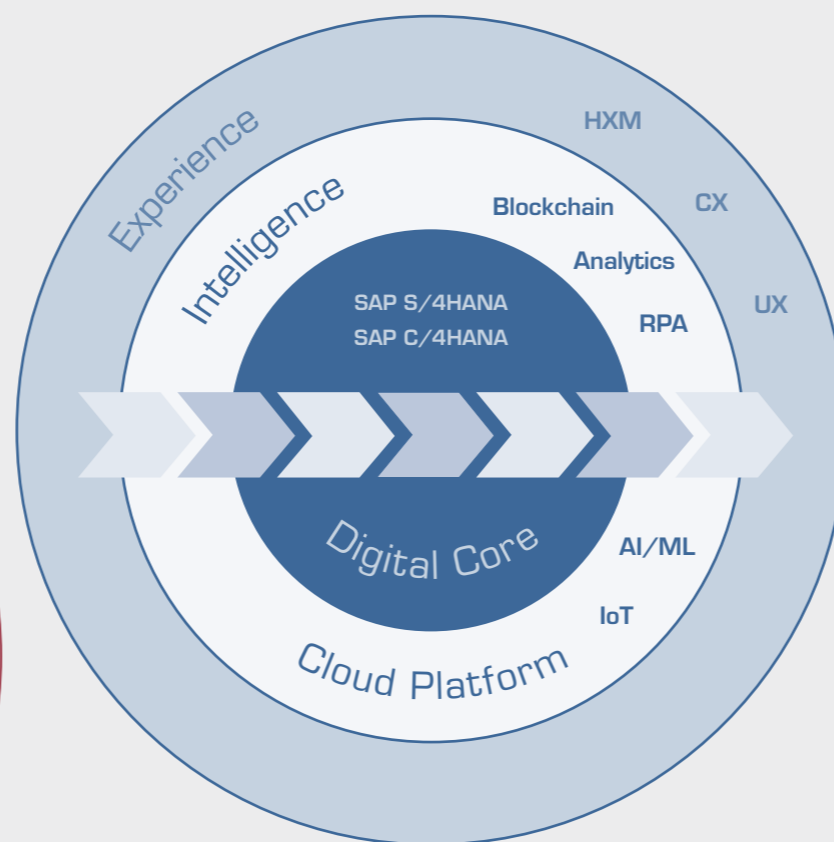 Experience
HXM
CX
UX
Intelligence
Blockchain
Analytics
RPA
SAP S/4HANA
SAP C/4HANA
Digital Core
AI/ML
IoT
Cloud Platform